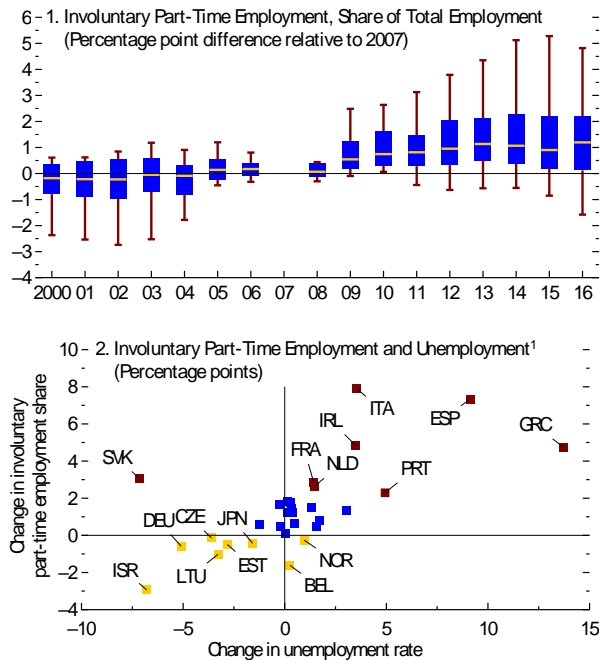 1. Involuntary Part-Time Employment, Share of Total Employment
(Percentage point difference relative to 2007)
6
5
4
3
2
1
0
−1
−2
−3
−4
2000 01 02 03 04 05 06 07 08 09 10 11 12 13 14 15 16
2. Involuntary Part-Time Employment and Unemployment¹
(Percentage points)
Change in involuntary
part-time employment share
10
8
6
4
2
0
−2
−4
ITA
ESP
IRL
GRC
FRA
NLD
SVK
PRT
DEU
CZE
JPN
NOR
EST
LTU
ISR
BEL
−10 −5 0 5 10 15
Change in unemployment rate